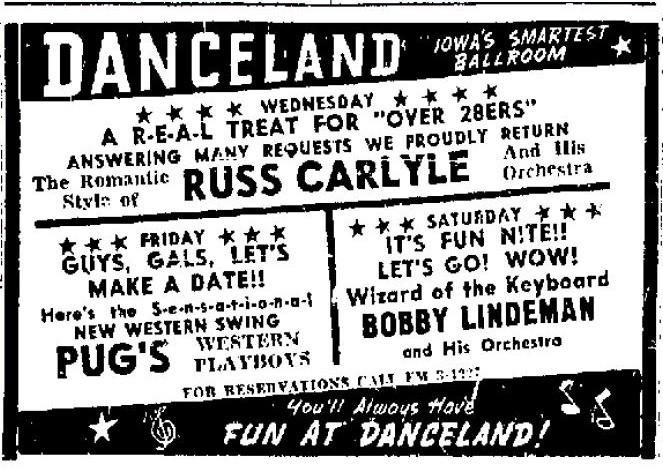 DANCELAND
"IOWA'S SMARTEST
BALLROOM
WEDNESDAY
A R-E-A-L TREAT FOR "OVER 28ERS"
ANSWERING MANY REQUESTS WE PROUDLY RETURN
The Romantic
Style of
RUSS CARLYLE
And His
Orchestra
FRIDAY
GUYS, GALS, LET'S
MAKE A DATE!!
Here's the S-e-n-s-a-t-i-o-n-a-l
NEW WESTERN SWING
PUG'S
WESTERN
PLAYBOYS
SATURDAY
IT'S FUN NITE!!
LET'S GO! WOW!
Wizard of the Keyboard
BOBBY LINDEMAN
and His Orchestra
FOR RESERVATIONS CALL EM
You'll Always Have
FUN AT DANCELAND!